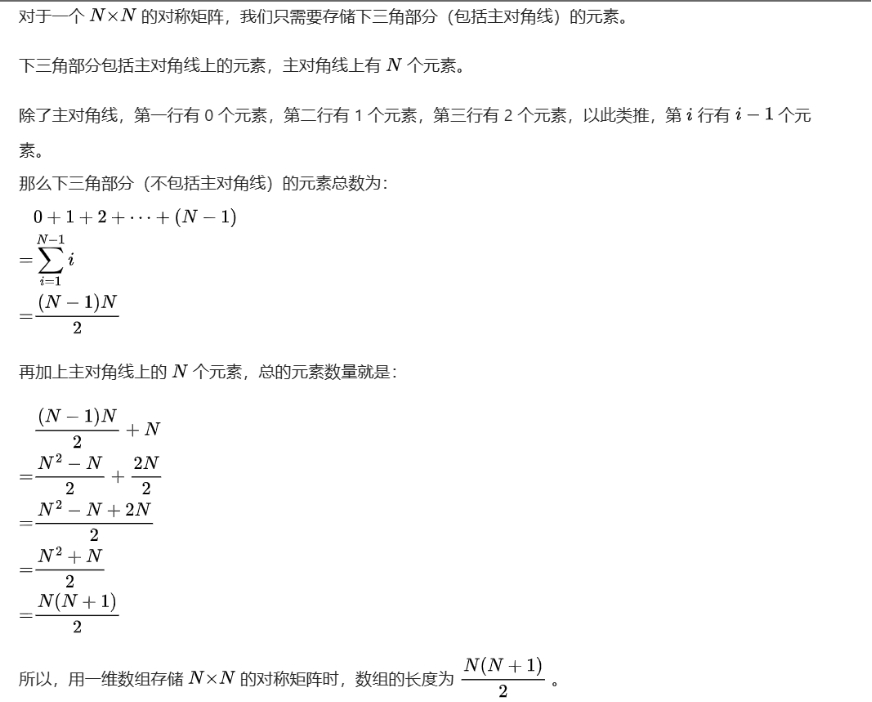 对于一个 N×N 的对称矩阵，我们只需要存储下三角部分（包括主对角线）的元素。
下三角部分包括主对角线上的元素，主对角线上有 N 个元素。
除了主对角线，第一行有 0 个元素，第二行有 1 个元素，第三行有 2 个元素，以此类推，第 i 行有 i − 1 个元
素。
那么下三角部分（不包括主对角线）的元素总数为：
0 + 1 + 2 + ⋯ + (N − 1)
= \sum_{i=1}^{N−1} i
= \frac{(N − 1)N}{2}
再加上主对角线上的 N 个元素，总的元素数量就是：
\frac{(N − 1)N}{2} + N
= \frac{N^2 − N}{2} + \frac{2N}{2}
= \frac{N^2 − N + 2N}{2}
= \frac{N^2 + N}{2}
= \frac{N(N + 1)}{2}
所以，用一维数组存储 N×N 的对称矩阵时，数组的长度为 \frac{N(N + 1)}{2} 。